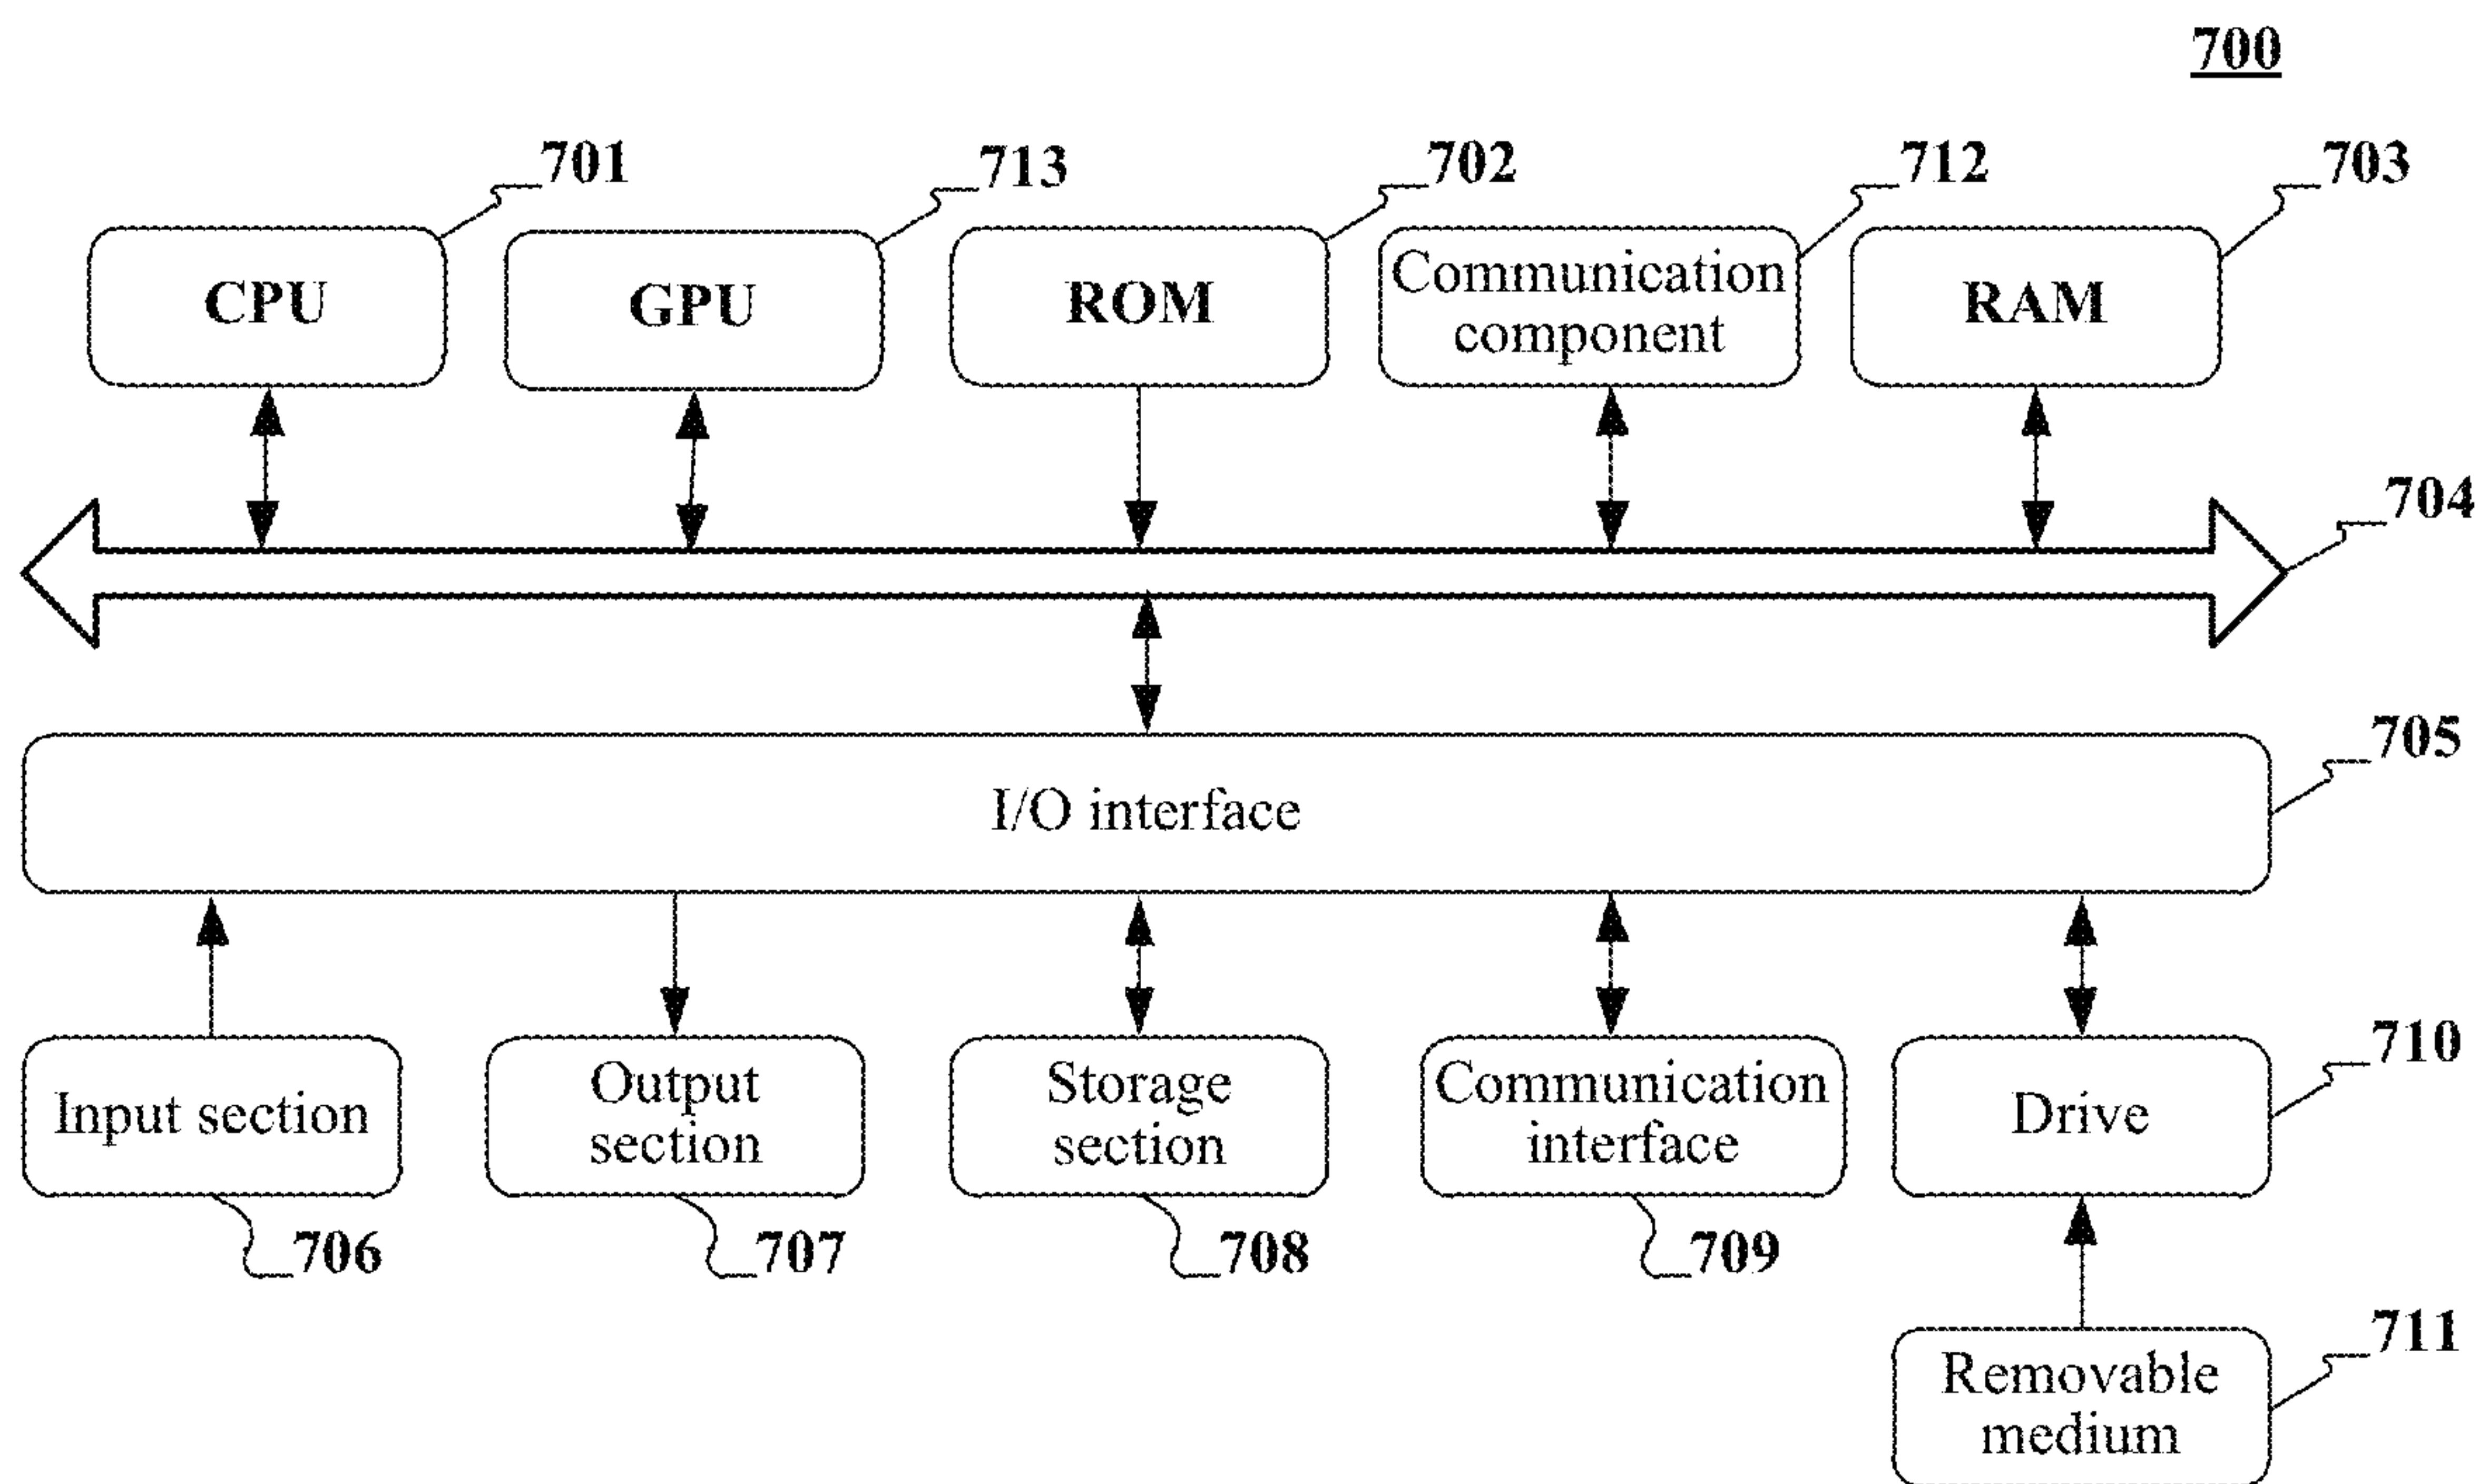 700
701
713
702
712
703
CPU
GPU
ROM
Communication
component
RAM
704
705
I/O interface
710
Input section
Output
section
Storage
section
Communication
interface
Drive
706
707
708
709
711
Removable
medium